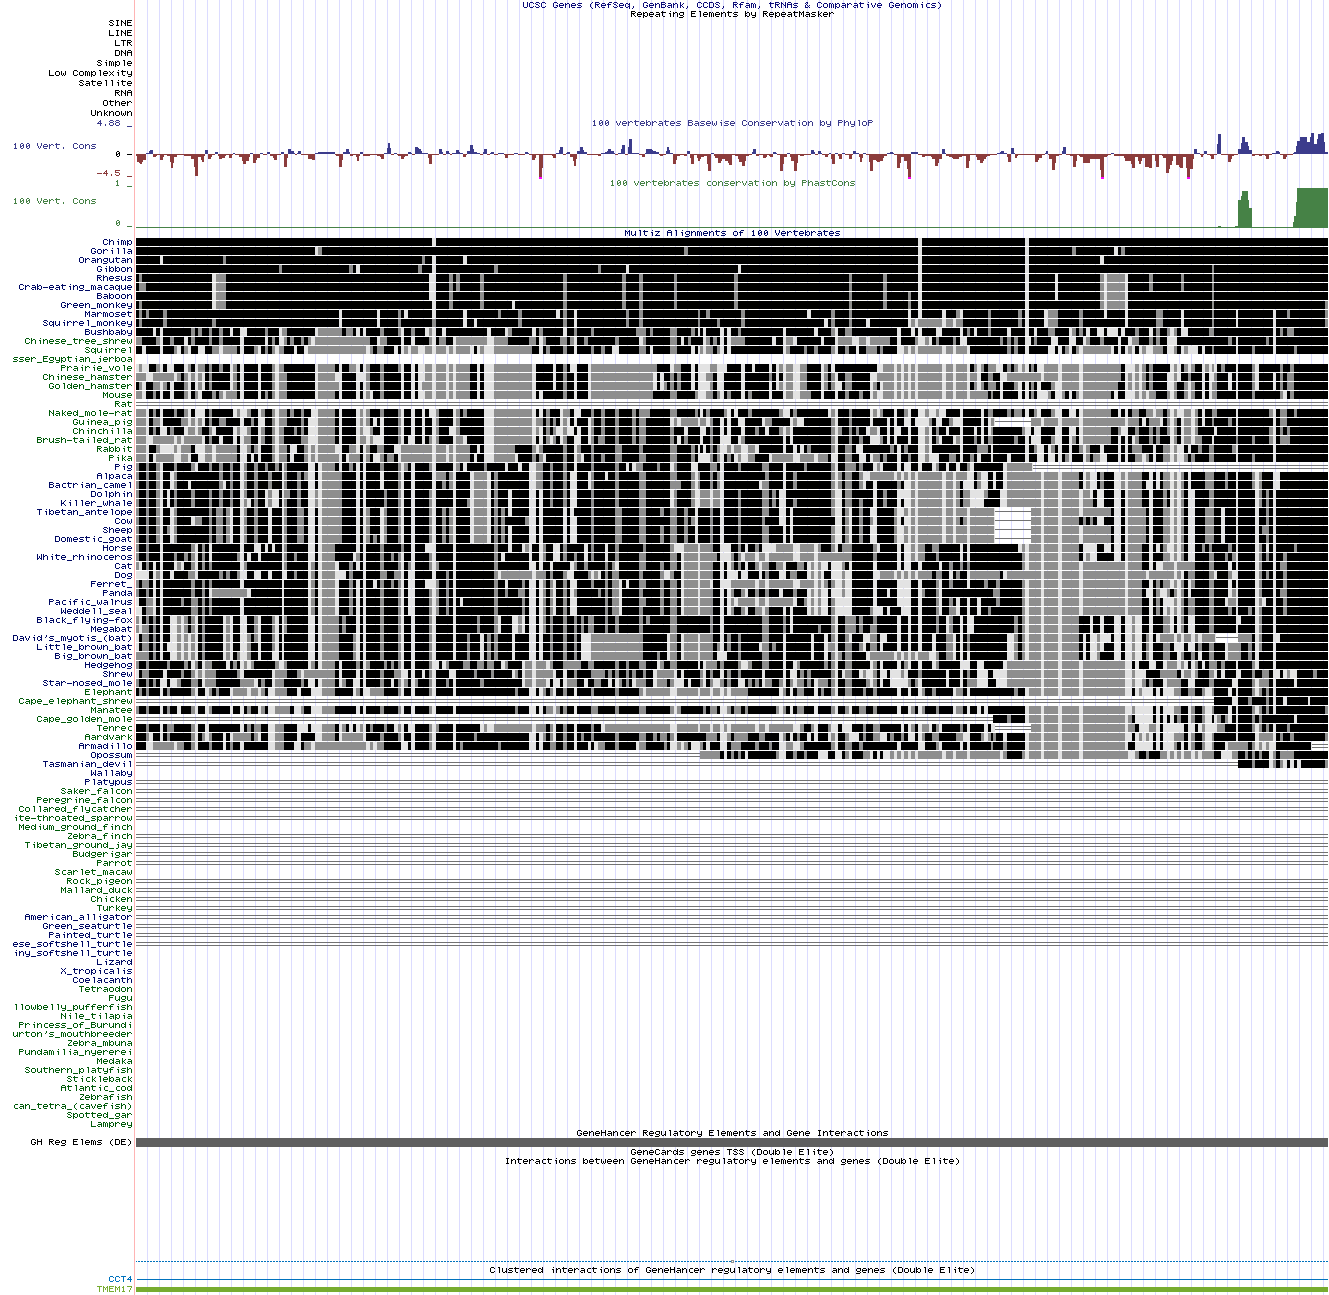 UCSC Genes (RefSeq, GenBank, CCDS, Rfam, tRNAs & Comparative Genomics)
Repeating Elements by RepeatMasker
SINE
LINE
LTR
DNA
Simple
Low Complexity
Satellite
RNA
Other
Unknown
100 vertebrates Basewise Conservation by PhyloP
4.88 _
100 Vert. Cons
0 _
-4.5 _
100 vertebrates conservation by PhastCons
1 _
100 Vert. Cons
0 _
Multiz Alignments of 100 Vertebrates
Chimp
Gorilla
Orangutan
Gibbon
Rhesus
Crab-eating_macaque
Baboon
Green_monkey
Marmoset
Squirrel_monkey
Bushbaby
Chinese_tree_shrew
Squirrel
sser_Egyptian_jerboa
Prairie_vole
Chinese_hamster
Golden_hamster
Mouse
Rat
Naked_mole-rat
Guinea_pig
Chinchilla
Brush-tailed_rat
Rabbit
Pika
Pig
Alpaca
Bactrian_camel
Dolphin
Killer_whale
Tibetan_antelope
Cow
Sheep
Domestic_goat
Horse
White_rhinoceros
Cat
Dog
Ferret_
Panda
Pacific_walrus
Weddell_seal
Black_flying-fox
Megabat
David's_myotis_(bat)
Little_brown_bat
Big_brown_bat
Hedgehog
Shrew
Star-nosed_mole
Elephant
Cape_elephant_shrew
Manatee
Cape_golden_mole
Tenrec
Aardvark
Armadillo
Opossum
Tasmanian_devil
Wallaby
Platypus
Saker_falcon
Peregrine_falcon
Collared_flycatcher
ite-throated_sparrow
Medium_ground_finch
Zebra_finch
Tibetan_ground_jay
Budgerigar
Parrot
Scarlet_macaw
Rock_pigeon
Mallard_duck
Chicken
Turkey
American_alligator
Green_seaturtle
Painted_turtle
ese_softshell_turtle
iny_softshell_turtle
Lizard
X_tropicalis
Coelacanth
Tetraodon
Fugu
llowbelly_pufferfish
Nile_tilapia
Princess_of_Burundi
urton's_mouthbreeder
Zebra_mbuna
Pundamilia_nyererei
Medaka
Southern_platyfish
Stickleback
Atlantic_cod
Zebrafish
can_tetra_(cavefish)
Spotted_gar
Lamprey
GeneHancer Regulatory Elements and Gene Interactions
GH Reg Elems (DE)
GeneCards genes TSS (Double Elite)
Interactions between GeneHancer regulatory elements and genes (Double Elite)
Clustered interactions of GeneHancer regulatory elements and genes (Double Elite)
CCT4
TMEM17